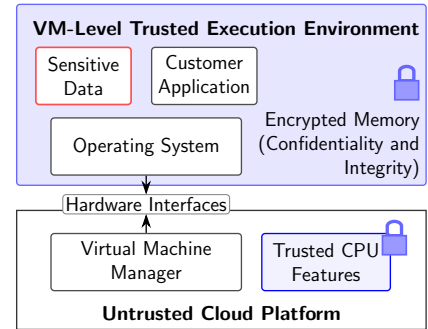 VM-Level Trusted Execution Environment
Sensitive
Data
Customer
Application
Encrypted Memory
(Confidentiality and
Integrity)
Operating System
Hardware Interfaces
Virtual Machine
Manager
Trusted CPU
Features
Untrusted Cloud Platform